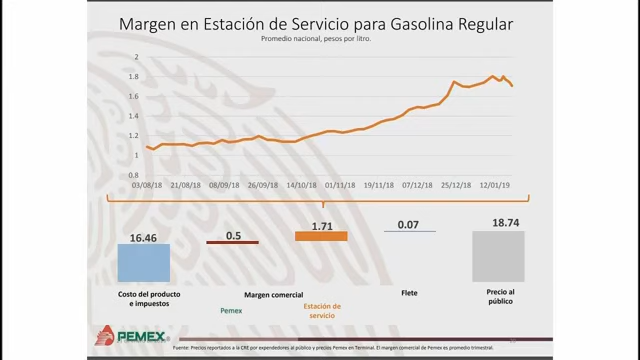 Margen en Estación de Servicio para Gasolina Regular
Promedio nacional, pesos por litro.
2
1.8
1.6
1.4
1.2
1
0.8
03/08/18 21/08/18 08/09/18 26/09/18 14/10/18 01/11/18 19/11/18 07/12/18 25/12/18 12/01/19
16.46 0.5 1.71 0.07 18.74
Costo del producto
e impuestos
Margen comercial
Pemex
Estación de
servicio
Flete
Precio al
público
PEMEX
Fuente: Precios reportados a la CRE por expendedores al público y precios Pemex en Terminal. El margen comercial de Pemex es promedio trimestral.